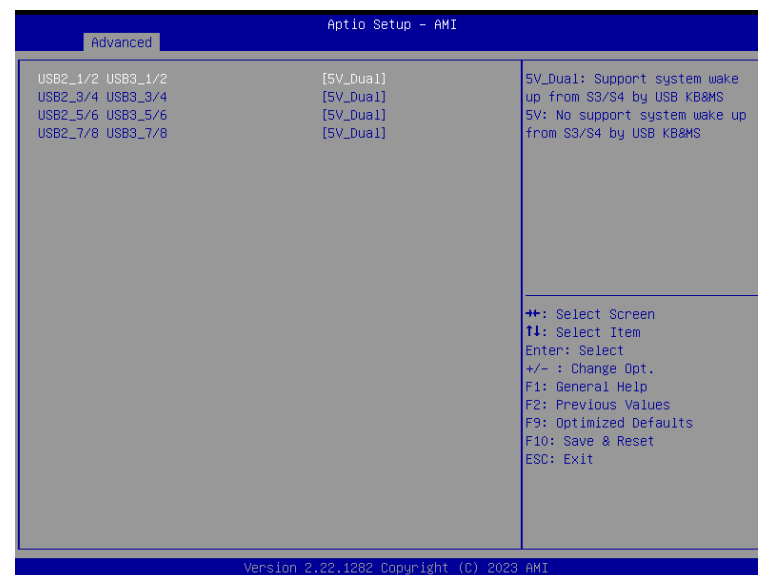 Aptio Setup – AMI
Advanced
USB2_1/2 USB3_1/2 [5V_Dual]
USB2_3/4 USB3_3/4 [5V_Dual]
USB2_5/6 USB3_5/6 [5V_Dual]
USB2_7/8 USB3_7/8 [5V_Dual]
5V_Dual: Support system wake
up from S3/S4 by USB KB&MS
5V: No support system wake up
from S3/S4 by USB KB&MS
→←: Select Screen
↑↓: Select Item
Enter: Select
+/- : Change Opt.
F1: General Help
F2: Previous Values
F9: Optimized Defaults
F10: Save & Reset
ESC: Exit
Version 2.22.1282 Copyright (C) 2023 AMI